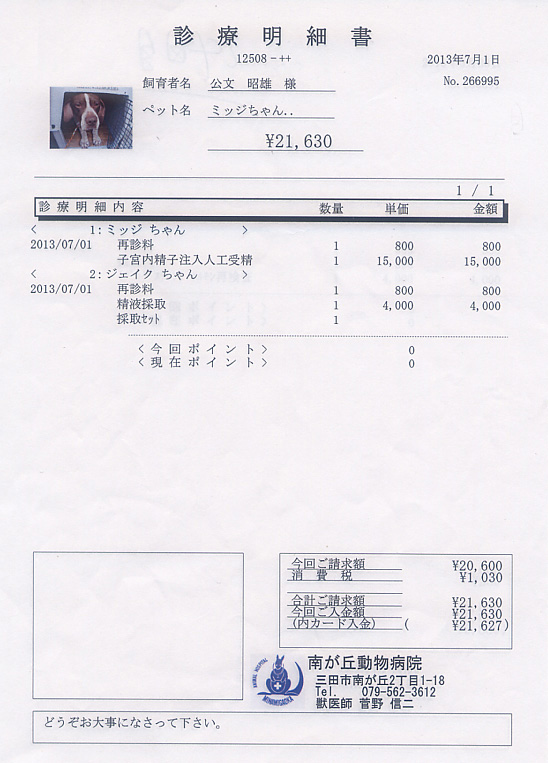 診療明細書
12508-++
2013年7月1日
飼育者名 公文 昭雄 様
No.266995
ペット名 ミッジちゃん..
¥21,630
1 / 1
診療明細内容 数量 単価 金額
< 1:ミッジ ちゃん >
2013/07/01 再診料 1 800 800
子宮内精子注入人工受精 1 15,000 15,000
< 2:ジェイク ちゃん >
2013/07/01 再診料 1 800 800
精液採取 1 4,000 4,000
採取ｾｯﾄ 1
<今回ポイント> 0
<現在ポイント> 0
今回ご請求額 ¥20,600
消費税 ¥1,030
合計ご請求額 ¥21,630
今回ご入金額 ¥21,630
(内カード入金) ( ¥21,627)
MINAMIGAOKA
南が丘動物病院
三田市南が丘2丁目1-18
Tel. 079-562-3612
獣医師 菅野 信二
どうぞお大事になさって下さい。